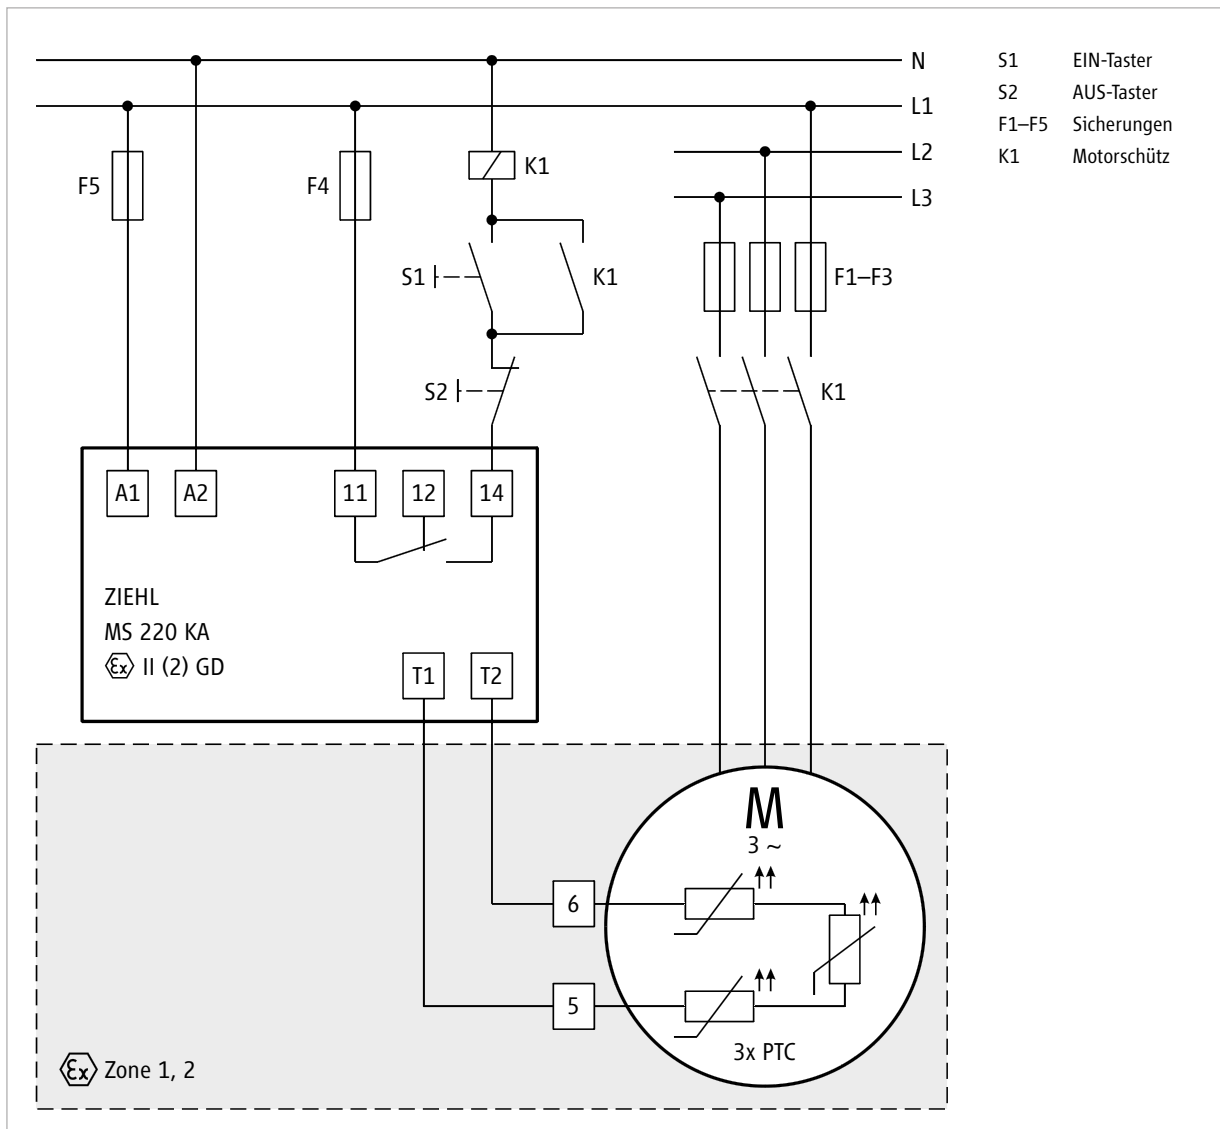 N
S1 EIN-Taster
L1
S2 AUS-Taster
F1–F5 Sicherungen
L2
K1 Motorschütz
K1
F5
F4
L3
S1
K1
F1–F3
S2
K1
A1
A2
11
12
14
ZIEHL
MS 220 KA
Ex II (2) GD
T1
T2
M
3 ~
6
5
3x PTC
Ex Zone 1, 2